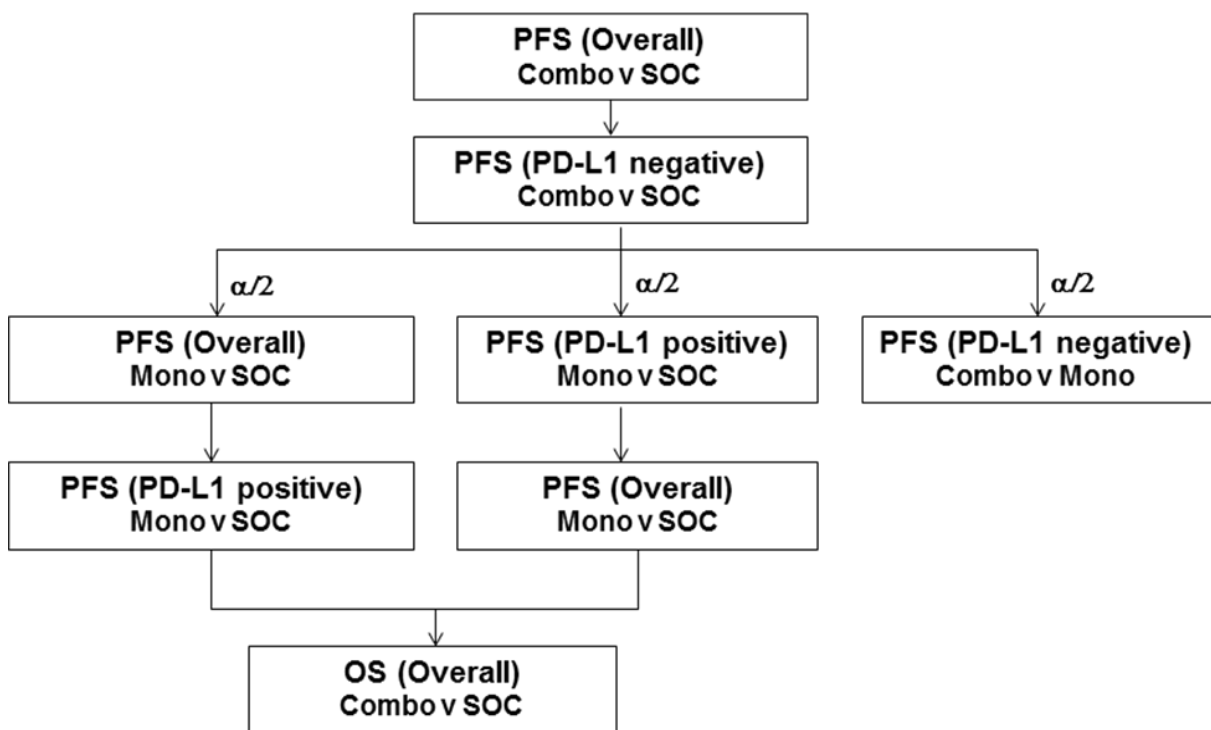 PFS (Overall)
Combo v SOC
PFS (PD-L1 negative)
Combo v SOC
α/2
α/2
α/2
PFS (Overall)
Mono v SOC
PFS (PD-L1 positive)
Mono v SOC
PFS (PD-L1 negative)
Combo v Mono
PFS (PD-L1 positive)
Mono v SOC
PFS (Overall)
Mono v SOC
OS (Overall)
Combo v SOC